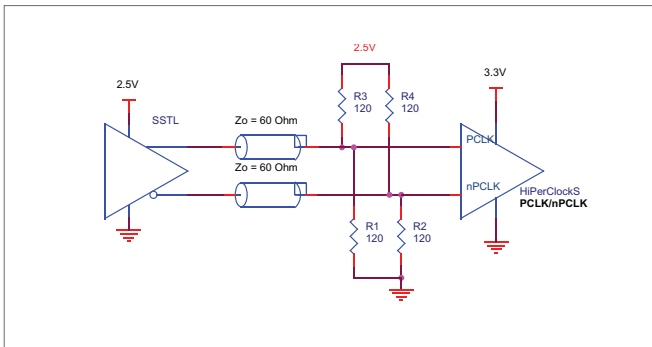 2.5V
2.5V
3.3V
SSTL
Zo = 60 Ohm
R3
120
R4
120
PCLK
Zo = 60 Ohm
nPCLK
HiPerClockS
PCLK/nPCLK
R1
120
R2
120